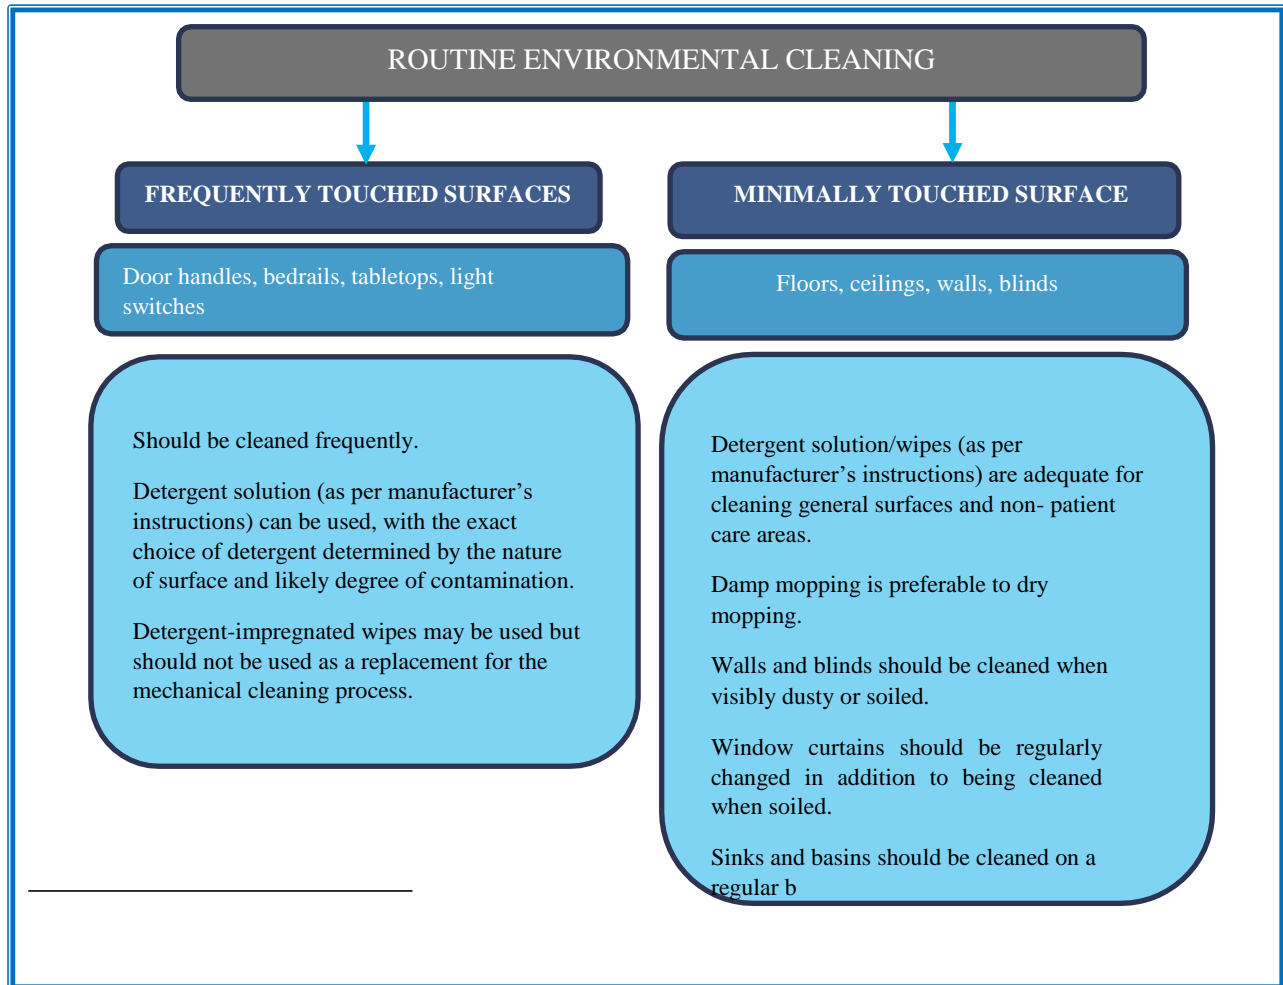 ROUTINE ENVIRONMENTAL CLEANING
FREQUENTLY TOUCHED SURFACES
Door handles, bedrails, tabletops, light
switches
Should be cleaned frequently.
Detergent solution (as per manufacturer’s
instructions) can be used, with the exact
choice of detergent determined by the nature
of surface and likely degree of contamination.
Detergent-impregnated wipes may be used but
should not be used as a replacement for the
mechanical cleaning process.
MINIMALLY TOUCHED SURFACE
Floors, ceilings, walls, blinds
Detergent solution/wipes (as per
manufacturer’s instructions) are adequate for
cleaning general surfaces and non- patient
care areas.
Damp mopping is preferable to dry
mopping.
Walls and blinds should be cleaned when
visibly dusty or soiled.
Window curtains should be regularly
changed in addition to being cleaned
when soiled.
Sinks and basins should be cleaned on a
regular b